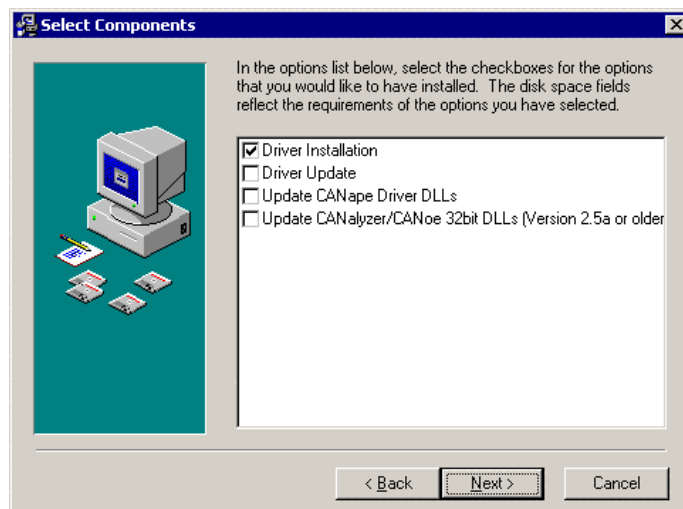 Select Components
In the options list below, select the checkboxes for the options
that you would like to have installed.  The disk space fields
reflect the requirements of the options you have selected.
Driver Installation
Driver Update
Update CANape Driver DLLs
Update CANalyzer/CANoe 32bit DLLs (Version 2.5a or older
< Back
Next >
Cancel